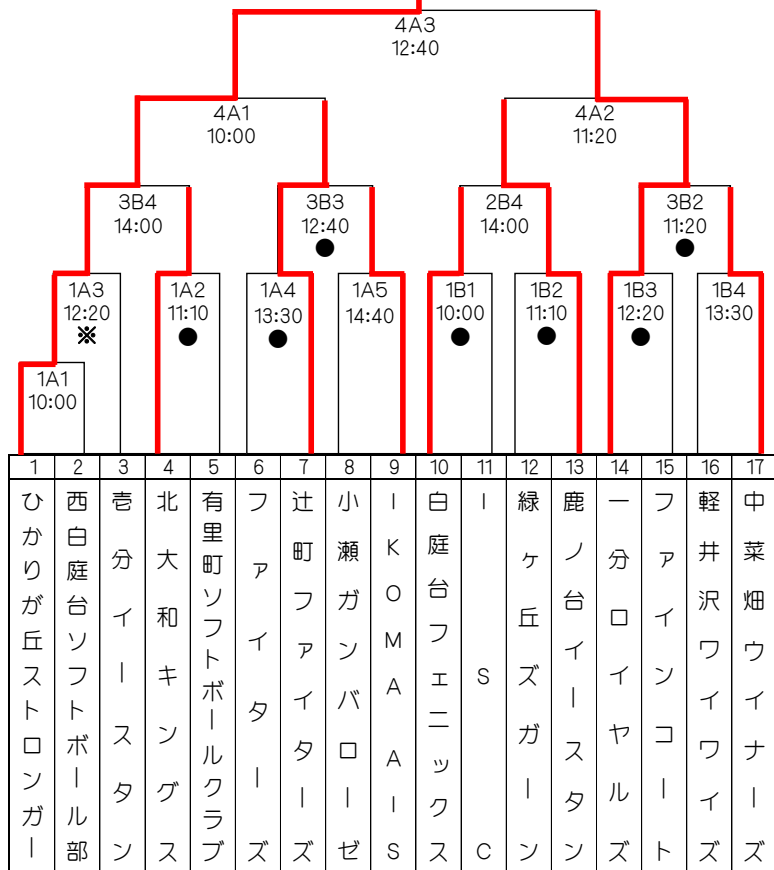 4A3
12:40
4A1
10:00
4A2
11:20
3B4
14:00
3B3
12:40
●
2B4
14:00
3B2
11:20
●
1A3
12:20
※
1A2
11:10
●
1A4
13:30
●
1A5
14:40
1B1
10:00
●
1B2
11:10
●
1B3
12:20
●
1B4
13:30
1A1
10:00
1 2 3 4 5 6 7 8 9 10 11 12 13 14 15 16 17
ひかりが丘ストロンガー
西白庭台ソフトボール部
壱分イースタン
北大和キングス
有里町ソフトボールクラブ
ファイターズ
辻町ファイターズ
小瀬ガンバローゼ
IKOMA AIS
白庭台フェニックス
ISC
緑ヶ丘ズガーン
鹿ノ台イースタン
一分ロイヤルズ
ファインコート
軽井沢ワイワイズ
中菜畑ウイナーズ